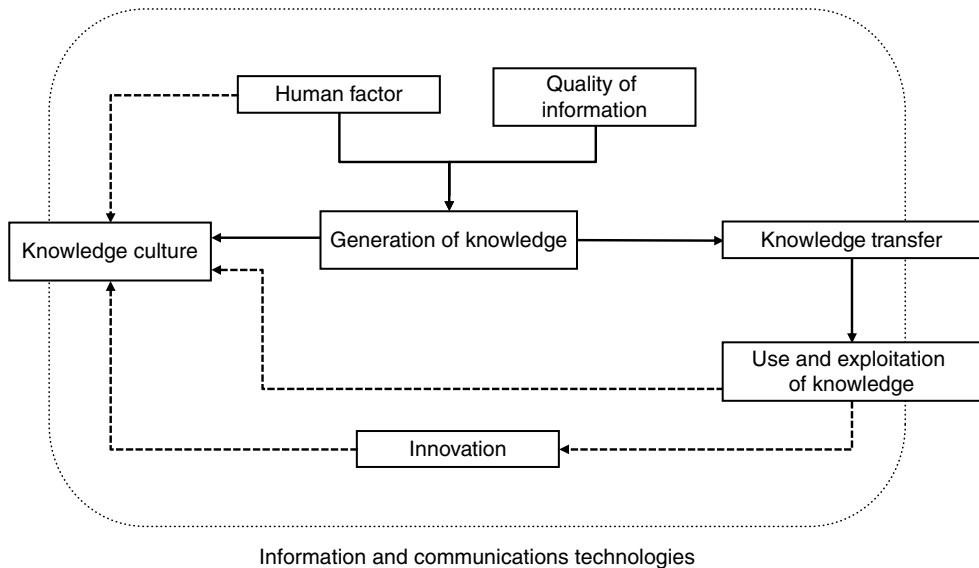 Human factor
Quality of
information
Knowledge culture
Generation of knowledge
Knowledge transfer
Use and exploitation
of knowledge
Innovation
Information and communications technologies